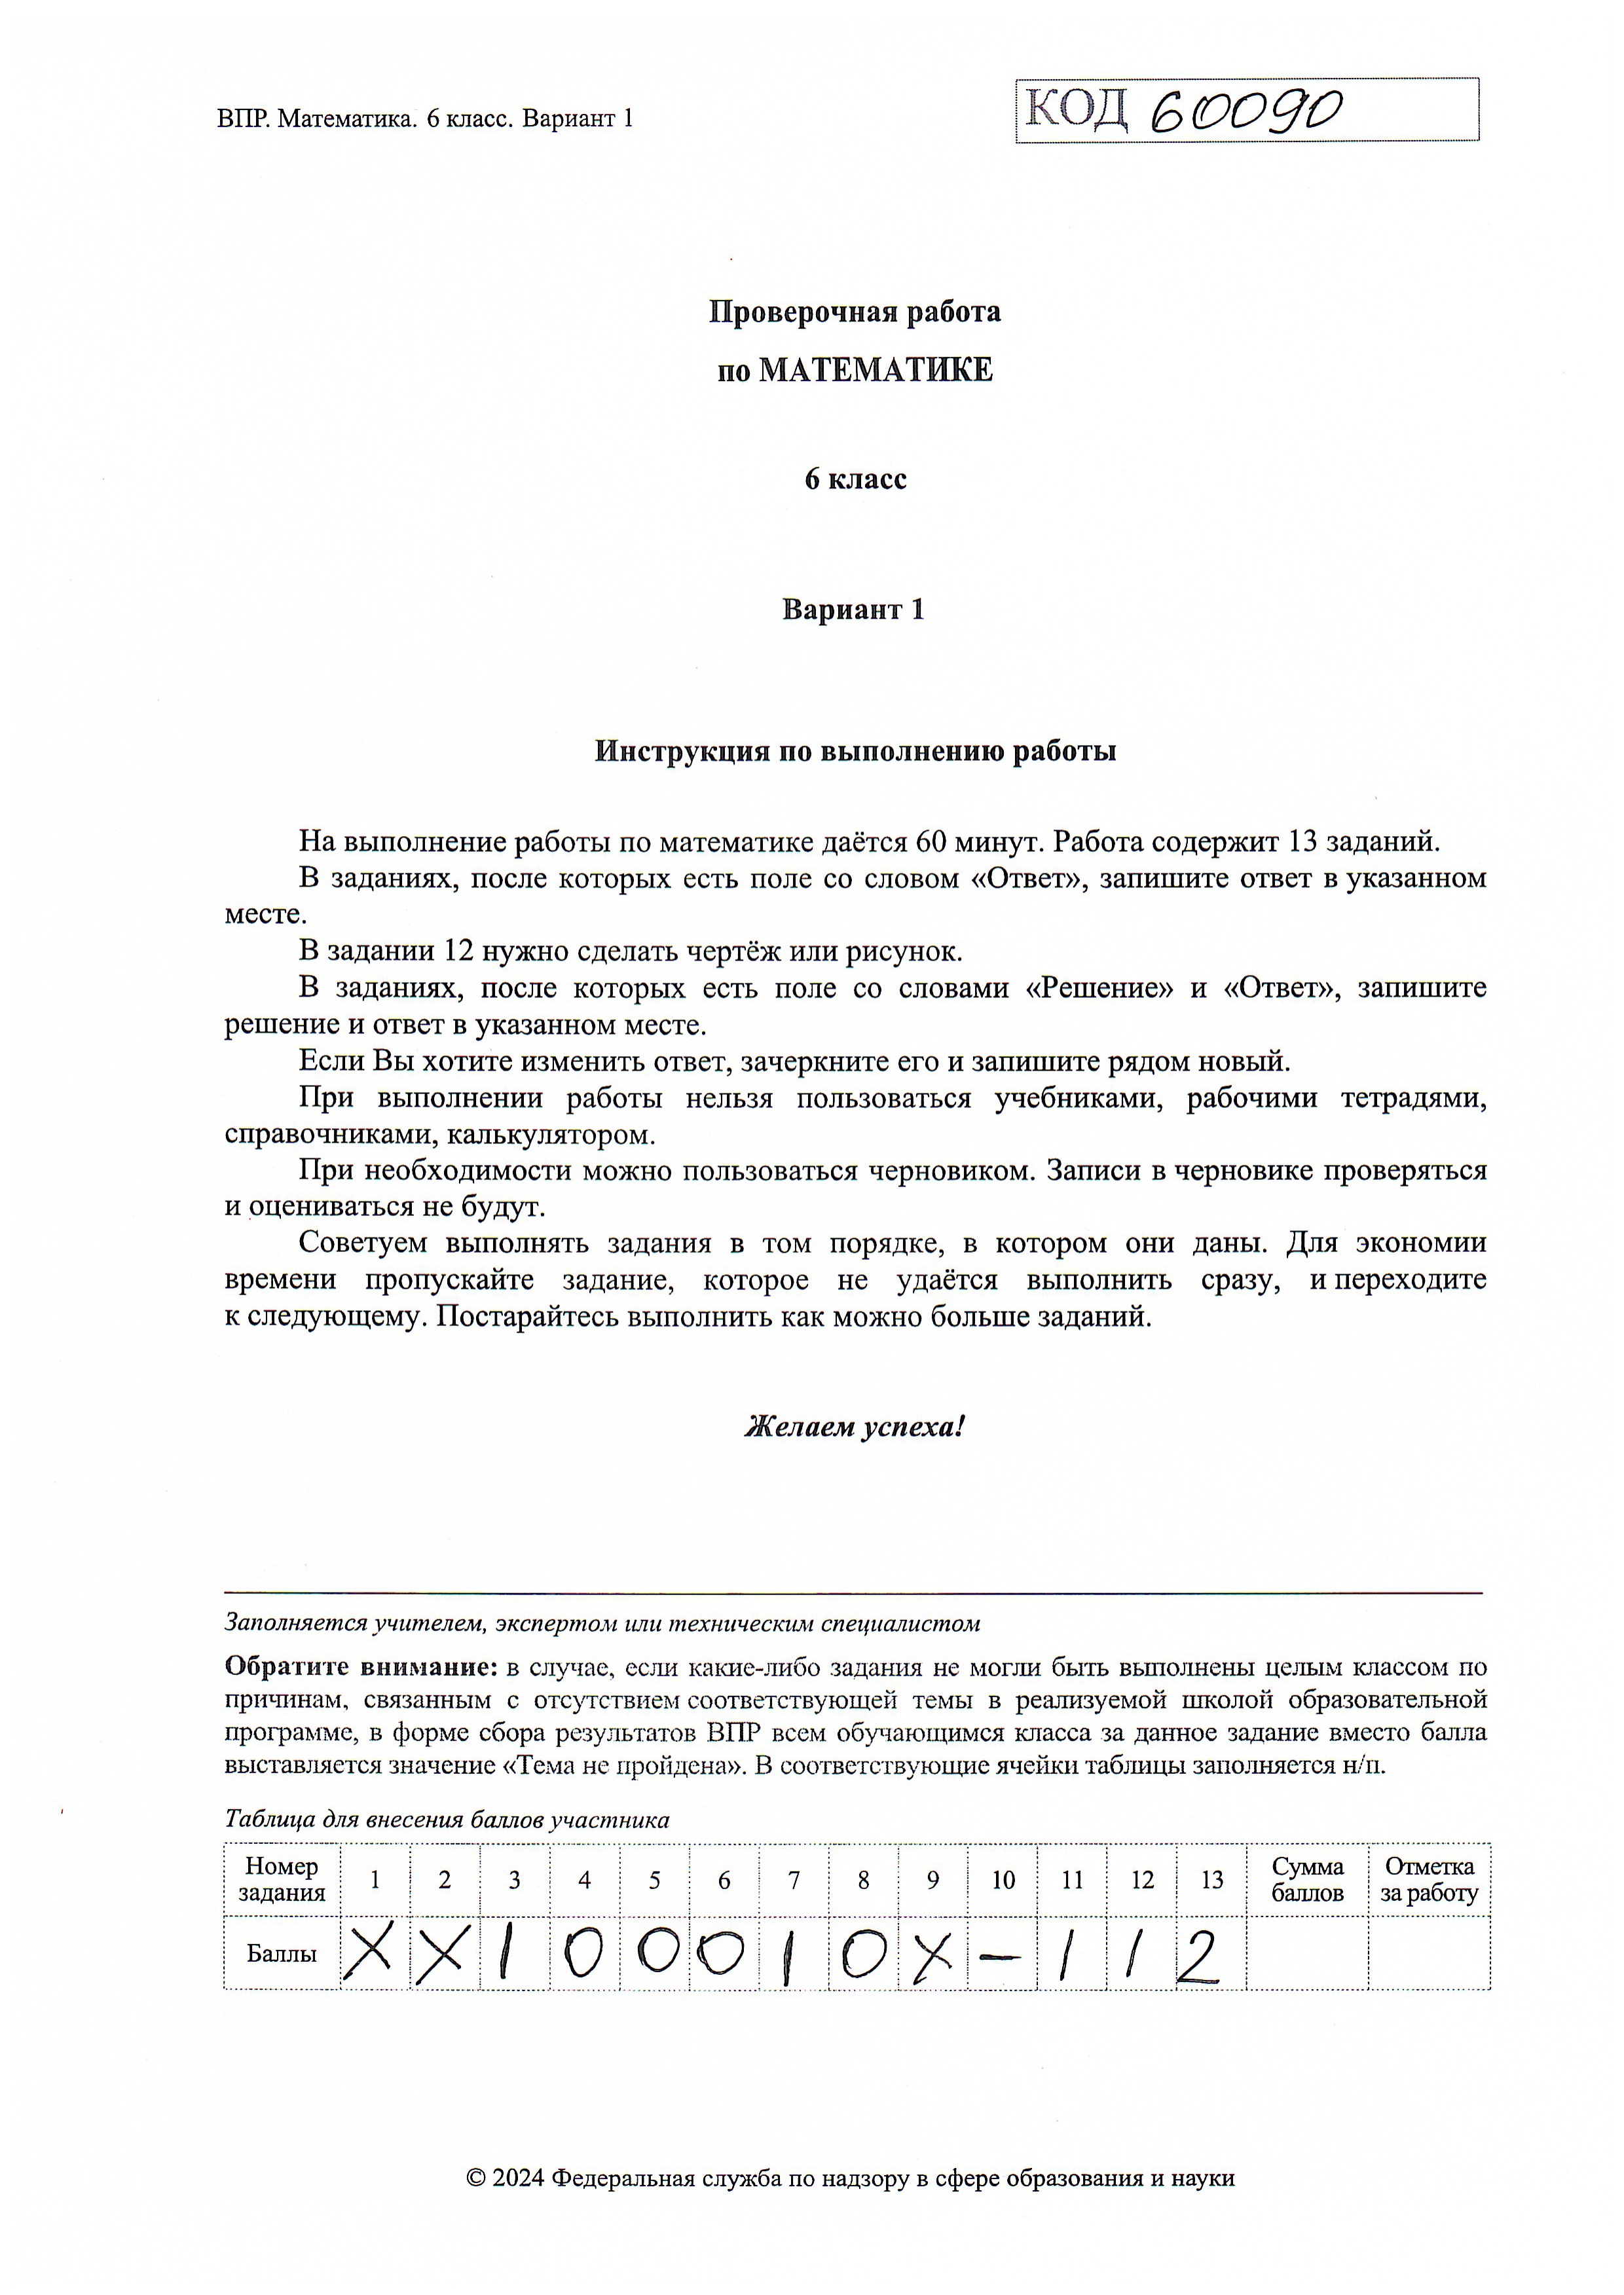 ВПР. Математика. 6 класс. Вариант 1
КОД 60090
Проверочная работа
по МАТЕМАТИКЕ
6 класс
Вариант 1
Инструкция по выполнению работы
На выполнение работы по математике даётся 60 минут. Работа содержит 13 заданий.
В заданиях, после которых есть поле со словом «Ответ», запишите ответ в указанном
месте.
В задании 12 нужно сделать чертёж или рисунок.
В заданиях, после которых есть поле со словами «Решение» и «Ответ», запишите
решение и ответ в указанном месте.
Если Вы хотите изменить ответ, зачеркните его и запишите рядом новый.
При выполнении работы нельзя пользоваться учебниками, рабочими тетрадями,
справочниками, калькулятором.
При необходимости можно пользоваться черновиком. Записи в черновике проверяться
и оцениваться не будут.
Советуем выполнять задания в том порядке, в котором они даны. Для экономии
времени пропускайте задание, которое не удаётся выполнить сразу, и переходите
к следующему. Постарайтесь выполнить как можно больше заданий.
Желаем успеха!
Заполняется учителем, экспертом или техническим специалистом
Обратите внимание: в случае, если какие-либо задания не могли быть выполнены целым классом по
причинам, связанным с отсутствием соответствующей темы в реализуемой школой образовательной
программе, в форме сбора результатов ВПР всем обучающимся класса за данное задание вместо балла
выставляется значение «Тема не пройдена». В соответствующие ячейки таблицы заполняется н/п.
Таблица для внесения баллов участника
Номер задания 1 2 3 4 5 6 7 8 9 10 11 12 13 Сумма баллов Отметка за работу
Баллы X X 1 0 0 0 1 0 X – 1 1 2
© 2024 Федеральная служба по надзору в сфере образования и науки